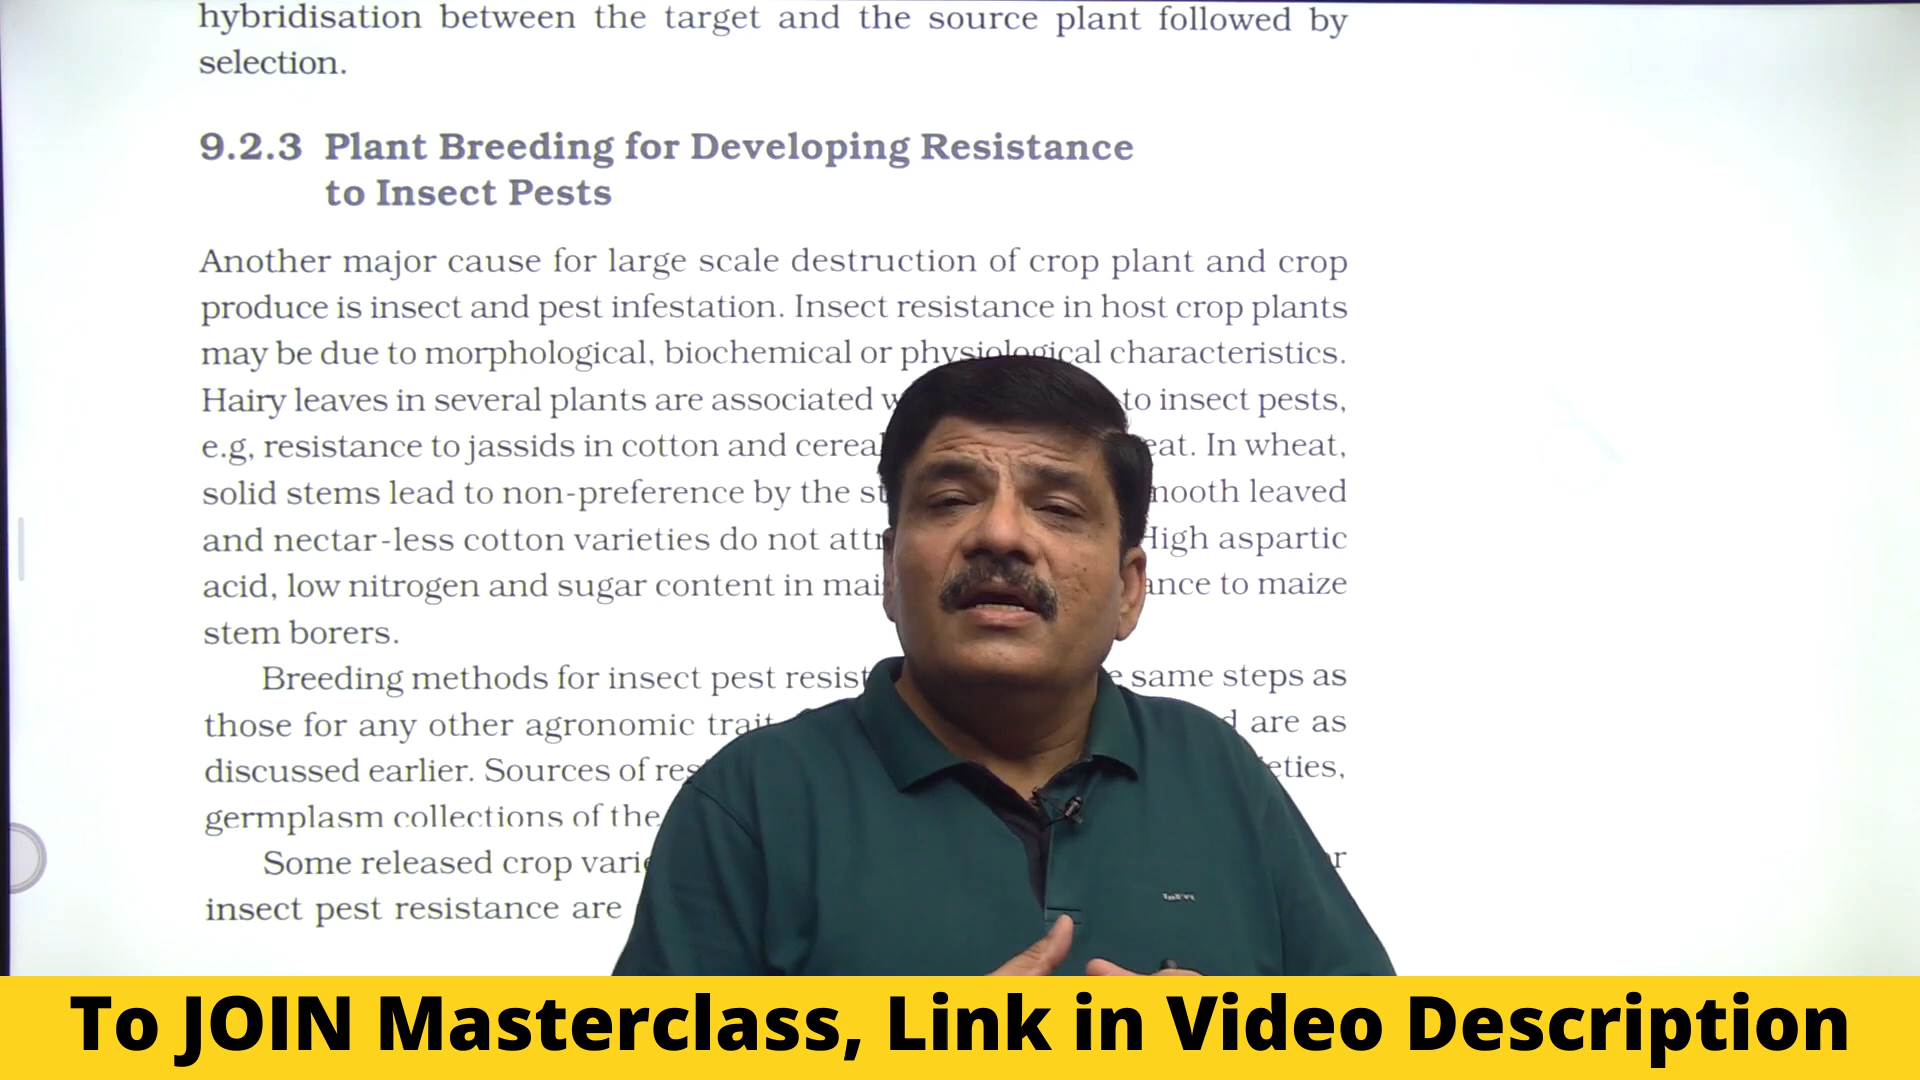 hybridisation between the target and the source plant followed by
selection.
9.2.3 Plant Breeding for Developing Resistance
to Insect Pests
Another major cause for large scale destruction of crop plant and crop
produce is insect and pest infestation. Insect resistance in host crop plants
may be due to morphological, biochemical or physiological characteristics.
Hairy leaves in several plants are associated to insect pests,
e.g, resistance to jassids in cotton and In wheat,
solid stems lead to non-preference by the leaved
and nectar-less cotton varieties do not High aspartic
acid, low nitrogen and sugar content in to maize
stem borers.
Breeding methods for insect pest same steps as
those for any other agronomic trait are as
discussed earlier. Sources of
germplasm collections of the
Some released crop
insect pest resistance are
To JOIN Masterclass, Link in Video Description